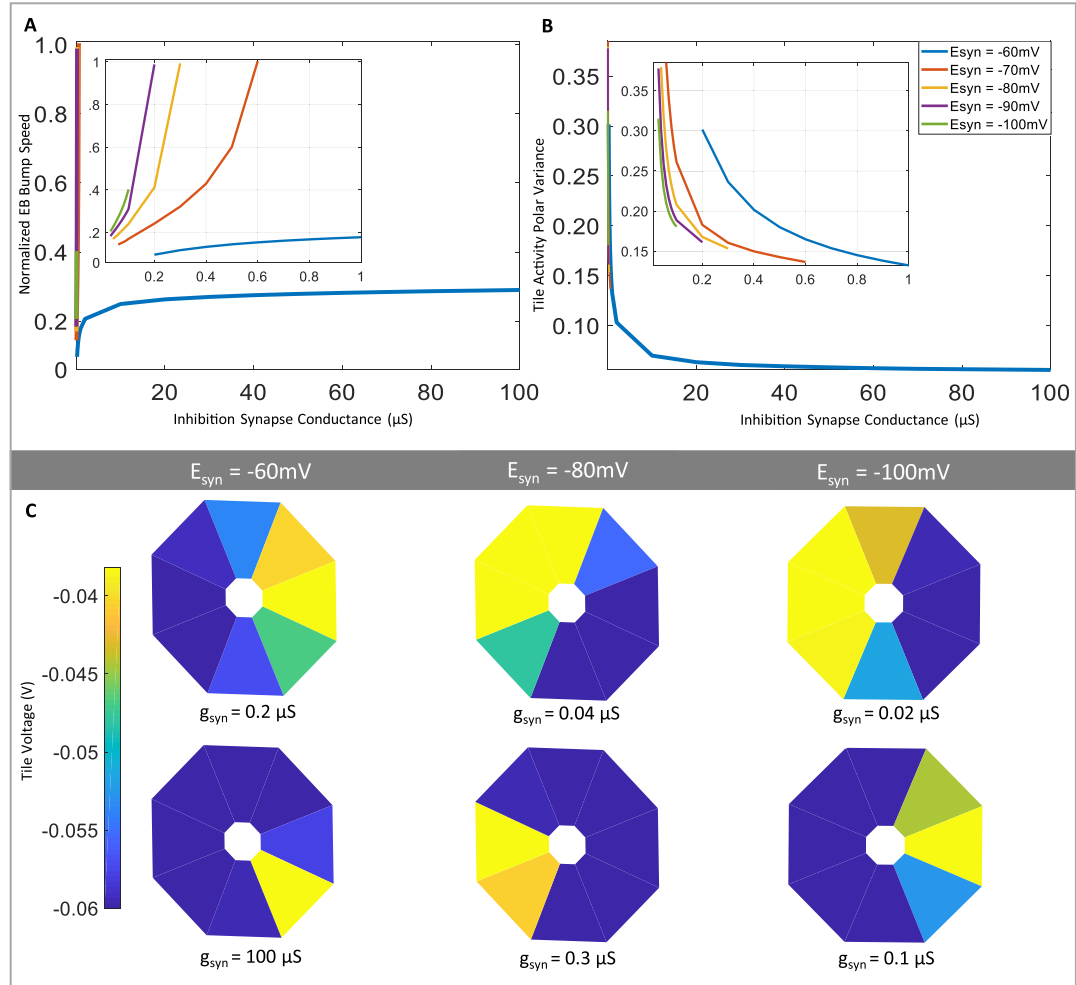 A
Normalized EB Bump Speed
1.0
0.8
0.6
0.4
0.2
0
1
.8
.6
.4
.2
0
0.2 0.4 0.6 0.8 1
20 40 60 80 100
Inhibition Synapse Conductance (µS)
B
Tile Activity Polar Variance
0.35
0.30
0.25
0.20
0.15
0.10
0.35
0.30
0.25
0.20
0.15
0.2 0.4 0.6 0.8 1
20 40 60 80 100
Inhibition Synapse Conductance (µS)
Esyn = -60mV
Esyn = -70mV
Esyn = -80mV
Esyn = -90mV
Esyn = -100mV
Esyn = -60mV Esyn = -80mV Esyn = -100mV
C
Tile Voltage (V)
-0.04
-0.045
-0.05
-0.055
-0.06
gsyn = 0.2 µS gsyn = 0.04 µS gsyn = 0.02 µS
gsyn = 100 µS gsyn = 0.3 µS gsyn = 0.1 µS